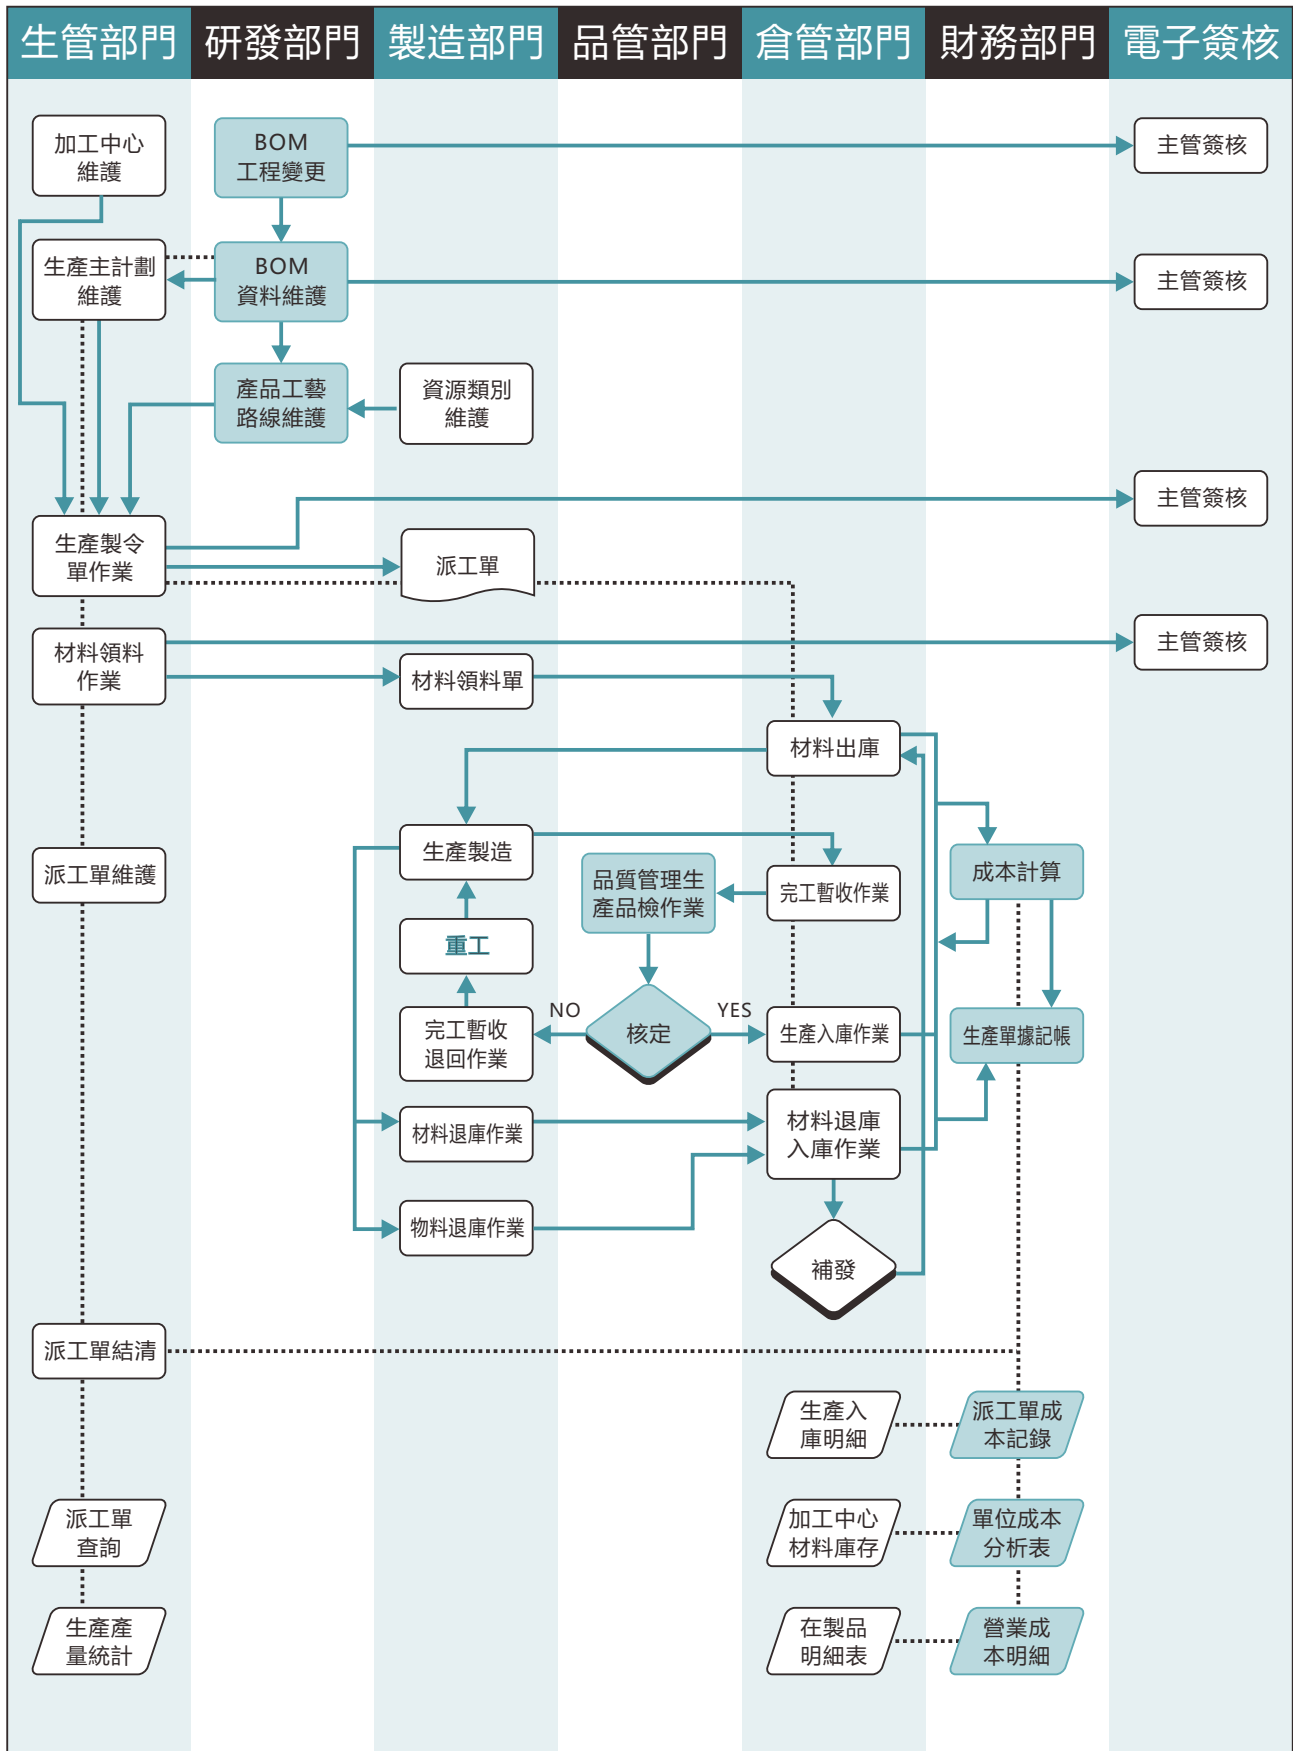 生管部門 研發部門 製造部門 品管部門 倉管部門 財務部門 電子簽核
加工中心
維護
BOM
工程變更
主管簽核
生產主計劃
維護
BOM
資料維護
主管簽核
產品工藝
路線維護
資源類別
維護
主管簽核
生產製令
單作業
派工單
主管簽核
材料領料
作業
材料領料單
材料出庫
生產製造
派工單維護
品質管理生
產品檢作業
完工暫收作業
成本計算
重工
NO
YES
完工暫收
退回作業
核定
生產入庫作業
生產單據記帳
材料退庫作業
材料退庫
入庫作業
物料退庫作業
補發
派工單結清
生產入
庫明細
派工單成
本記錄
派工單
查詢
加工中心
材料庫存
單位成本
分析表
生產產
量統計
在製品
明細表
營業成
本明細